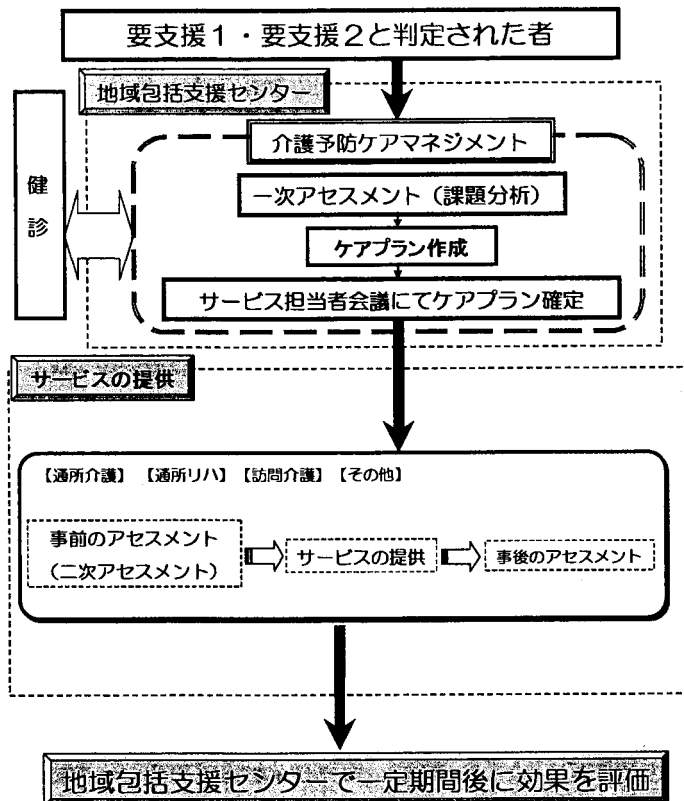 要支援1・要支援2と判定された者
地域包括支援センター
健診
介護予防ケアマネジメント
一次アセスメント（課題分析）
ケアプラン作成
サービス担当者会議にてケアプラン確定
サービスの提供
【通所介護】 【通所リハ】 【訪問介護】 【その他】
事前のアセスメント
（二次アセスメント）
サービスの提供
事後のアセスメント
地域包括支援センターで一定期間後に効果を評価